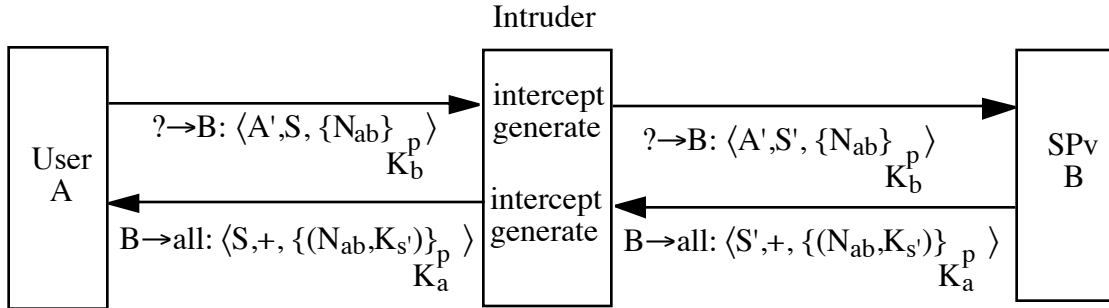 Intruder
User
A
?→B: ⟨A',S, {N_ab}_{K_b^p}⟩
B→all: ⟨S,+, {(N_ab,K_s')}_{K_a^p} ⟩
intercept
generate
intercept
generate
?→B: ⟨A',S', {N_ab}_{K_b^p}⟩
B→all: ⟨S',+, {(N_ab,K_s')}_{K_a^p} ⟩
SPv
B